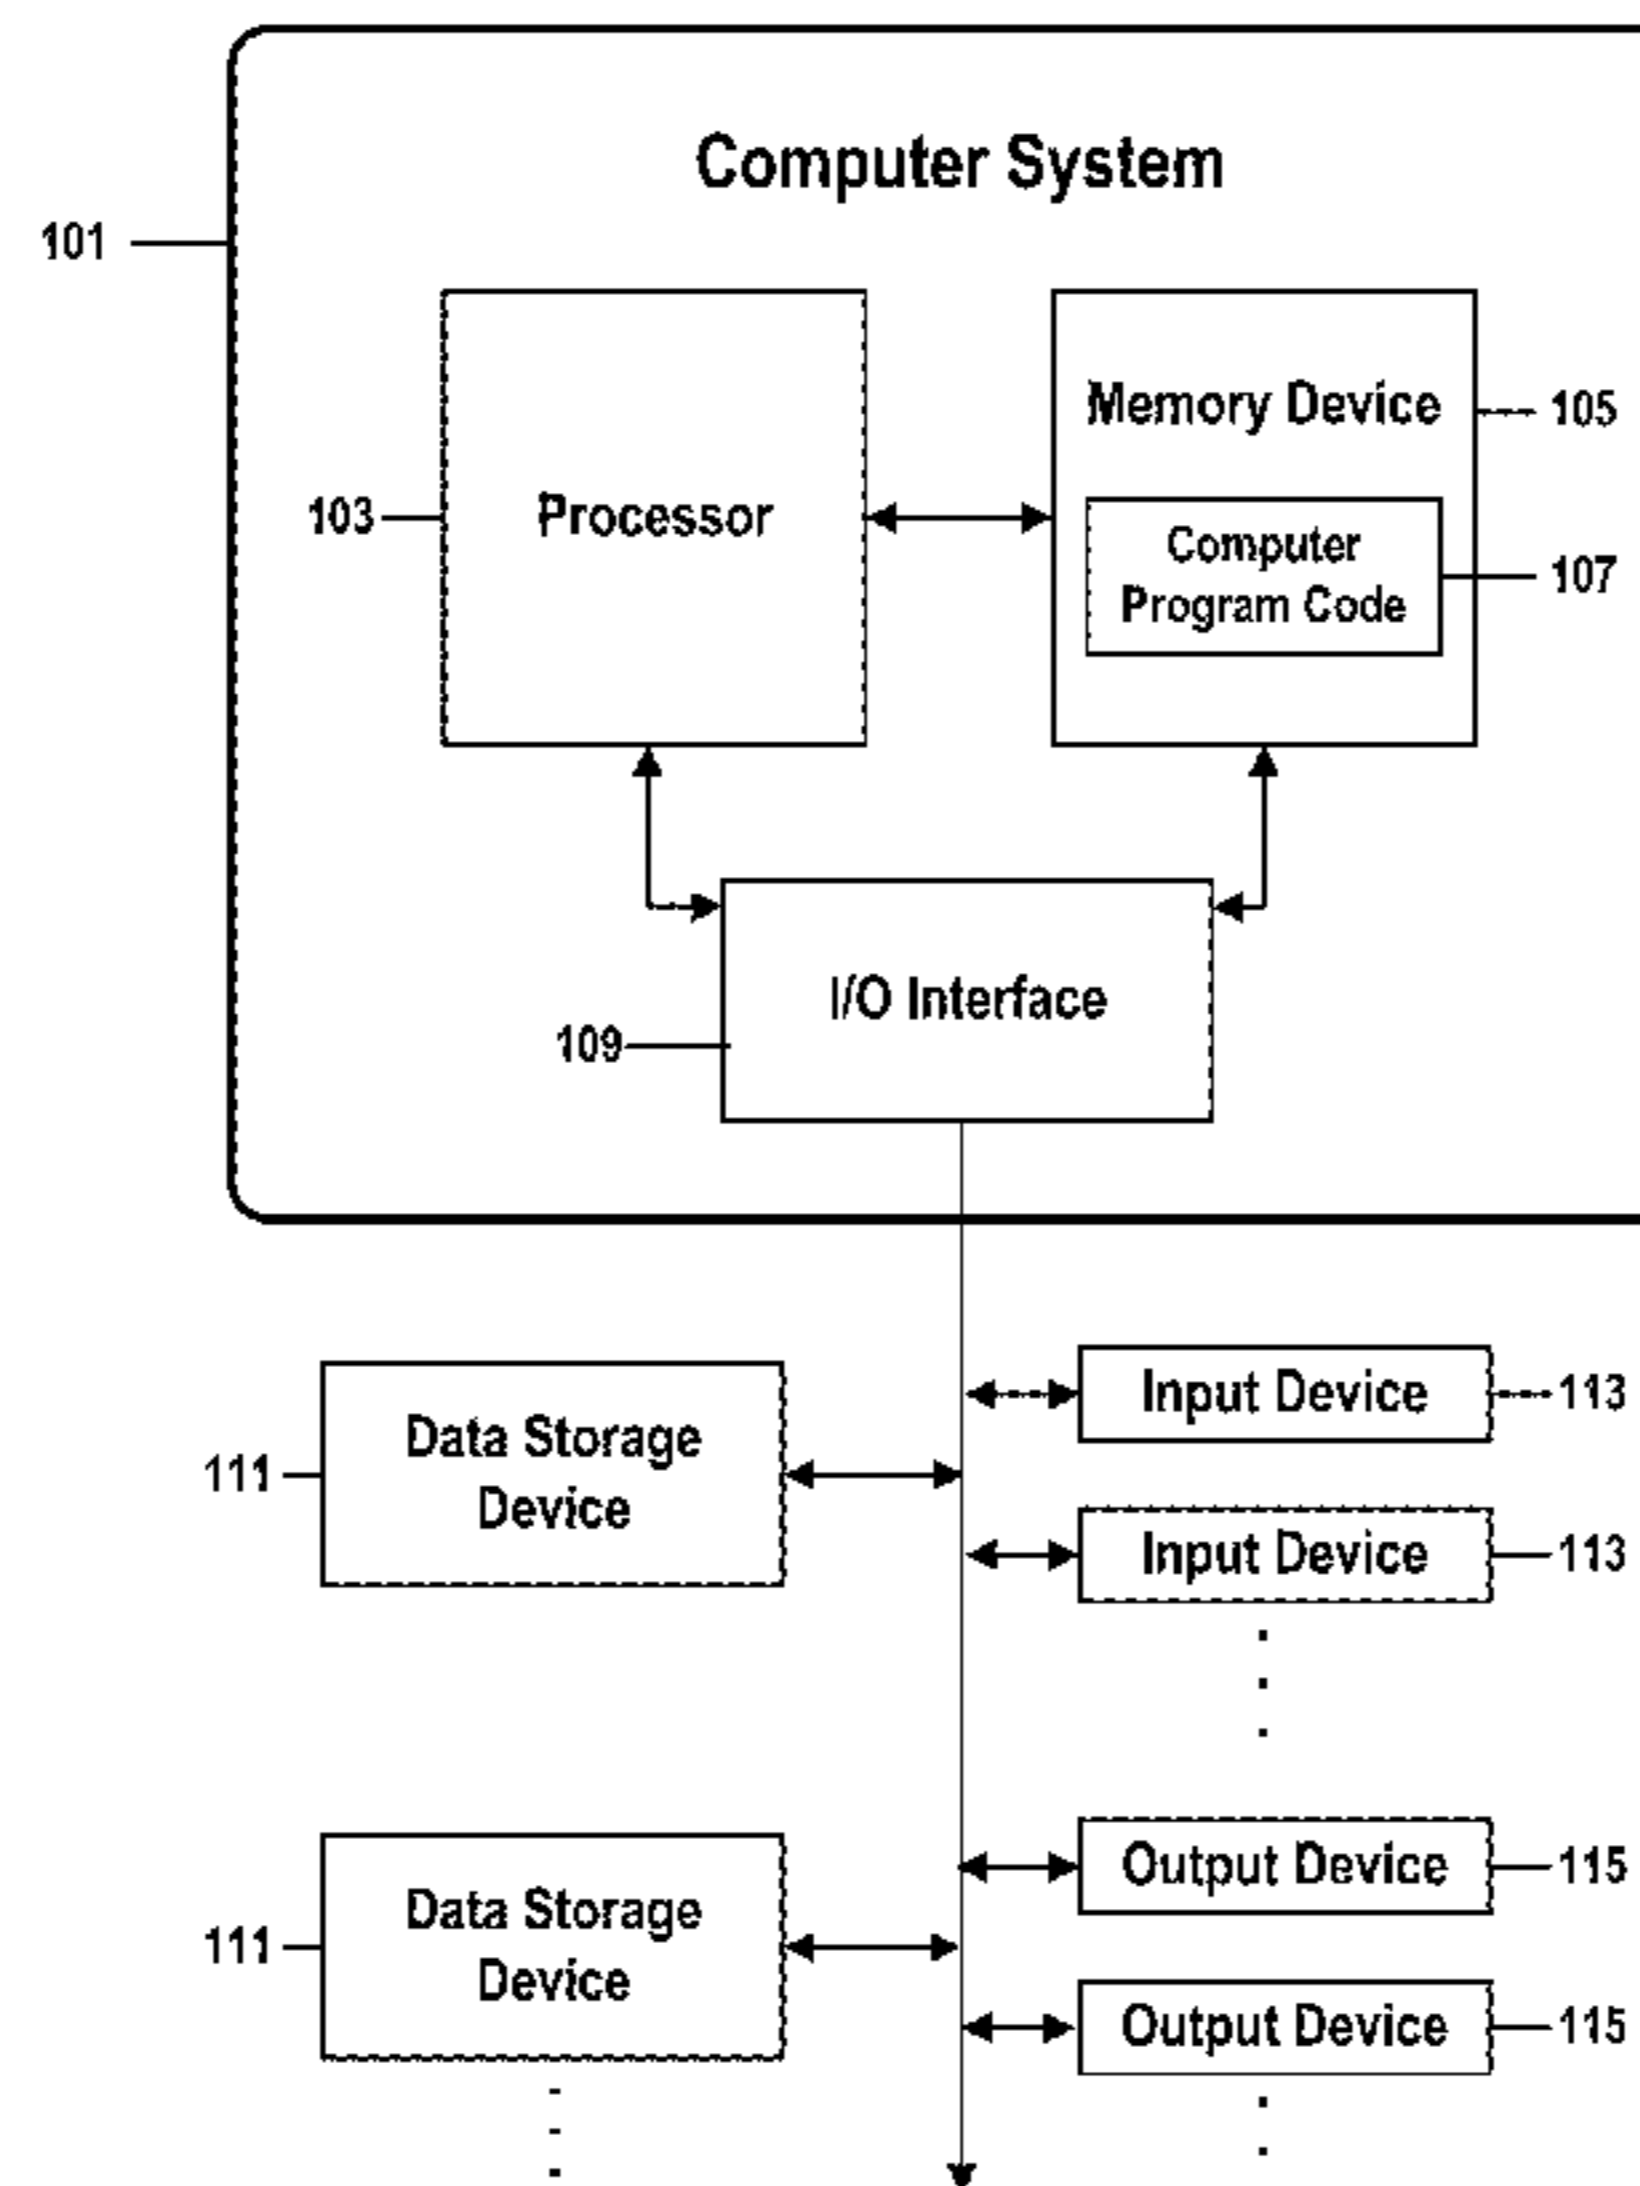 Computer System
101
Memory Device
105
103
Processor
Computer
Program Code
107
I/O Interface
109
Input Device
113
Data Storage
Device
111
Input Device
113
Output Device
115
Data Storage
Device
111
Output Device
115